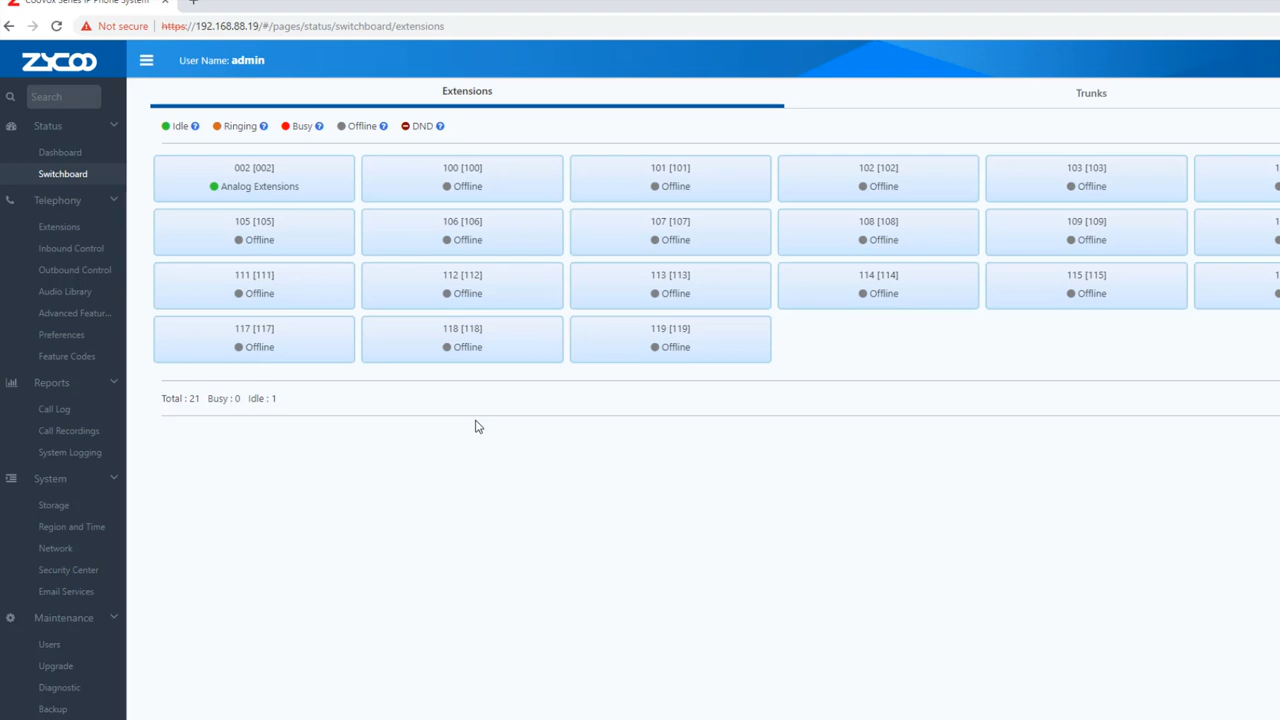 CooVox Series IP Phone System
Not secure https://192.168.88.19/#/pages/status/switchboard/extensions
ZYCOO
User Name: admin
Search
Status
Dashboard
Switchboard
Telephony
Extensions
Inbound Control
Outbound Control
Audio Library
Advanced Featur...
Preferences
Feature Codes
Reports
Call Log
Call Recordings
System Logging
System
Storage
Region and Time
Network
Security Center
Email Services
Maintenance
Users
Upgrade
Diagnostic
Backup
Extensions
Trunks
Idle Ringing Busy Offline DND
002 [002]
Analog Extensions
100 [100]
Offline
101 [101]
Offline
102 [102]
Offline
103 [103]
Offline
105 [105]
Offline
106 [106]
Offline
107 [107]
Offline
108 [108]
Offline
109 [109]
Offline
111 [111]
Offline
112 [112]
Offline
113 [113]
Offline
114 [114]
Offline
115 [115]
Offline
117 [117]
Offline
118 [118]
Offline
119 [119]
Offline
Total : 21 Busy : 0 Idle : 1